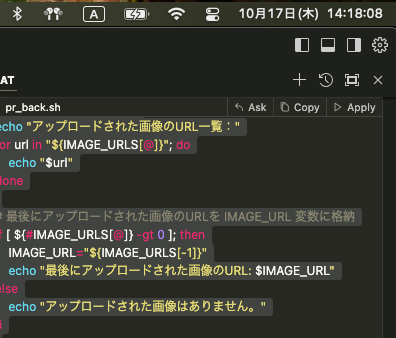 A 10月17日(木) 14:18:08
AT
pr_back.sh Ask Copy Apply
echo "アップロードされた画像のURL一覧："
or url in "${IMAGE_URLS[@]}"; do
echo "$url"
one
# 最後にアップロードされた画像のURLを IMAGE_URL 変数に格納
f [ ${#IMAGE_URLS[@]} -gt 0 ]; then
IMAGE_URL="${IMAGE_URLS[-1]}"
echo "最後にアップロードされた画像のURL: $IMAGE_URL"
else
echo "アップロードされた画像はありません。"
i